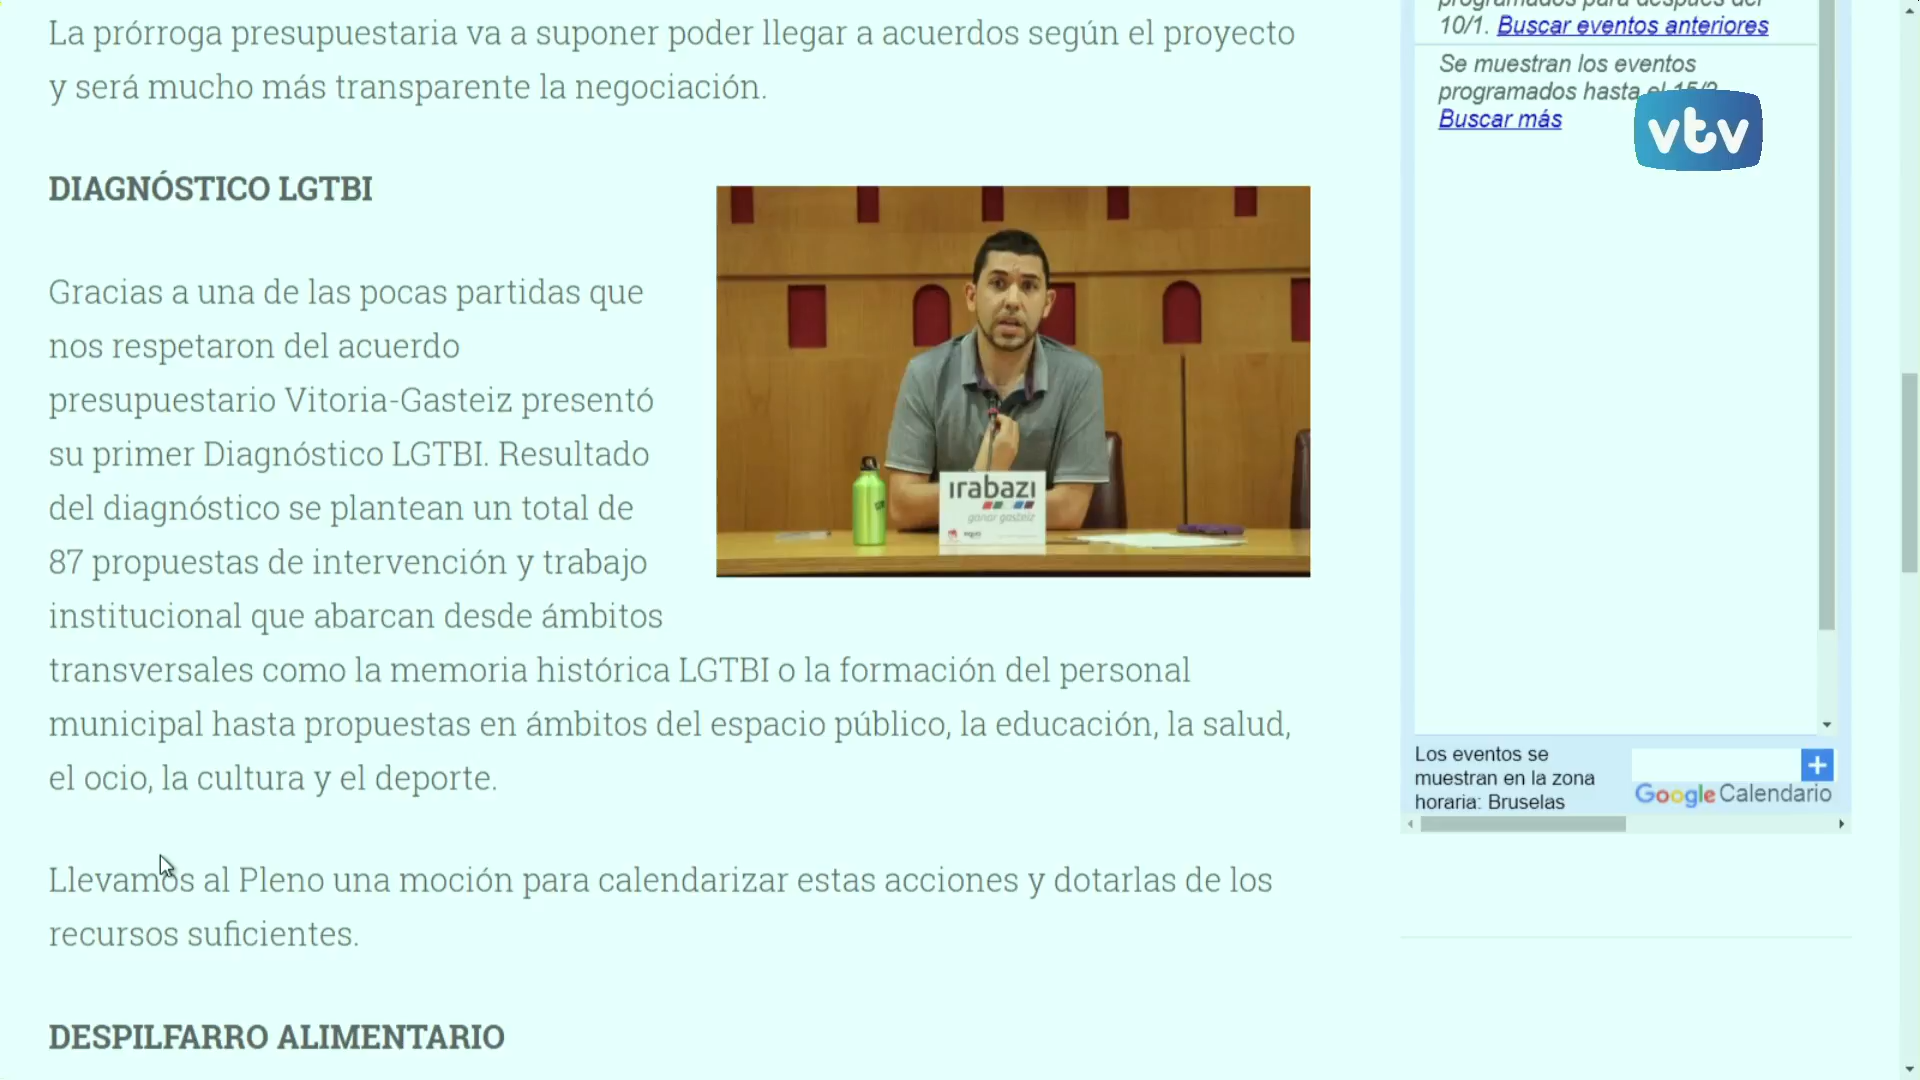 La prórroga presupuestaria va a suponer poder llegar a acuerdos según el proyecto
y será mucho más transparente la negociación.
DIAGNÓSTICO LGTBI
Gracias a una de las pocas partidas que
nos respetaron del acuerdo
presupuestario Vitoria-Gasteiz presentó
su primer Diagnóstico LGTBI. Resultado
del diagnóstico se plantean un total de
87 propuestas de intervención y trabajo
institucional que abarcan desde ámbitos
transversales como la memoria histórica LGTBI o la formación del personal
municipal hasta propuestas en ámbitos del espacio público, la educación, la salud,
el ocio, la cultura y el deporte.
Llevamos al Pleno una moción para calendarizar estas acciones y dotarlas de los
recursos suficientes.
DESPILFARRO ALIMENTARIO
irabazi
ganar gasteiz
programados para después del
10/1. Buscar eventos anteriores
Se muestran los eventos
programados hasta el 15/2.
Buscar más
vtv
Los eventos se
muestran en la zona
horaria: Bruselas
Google Calendario